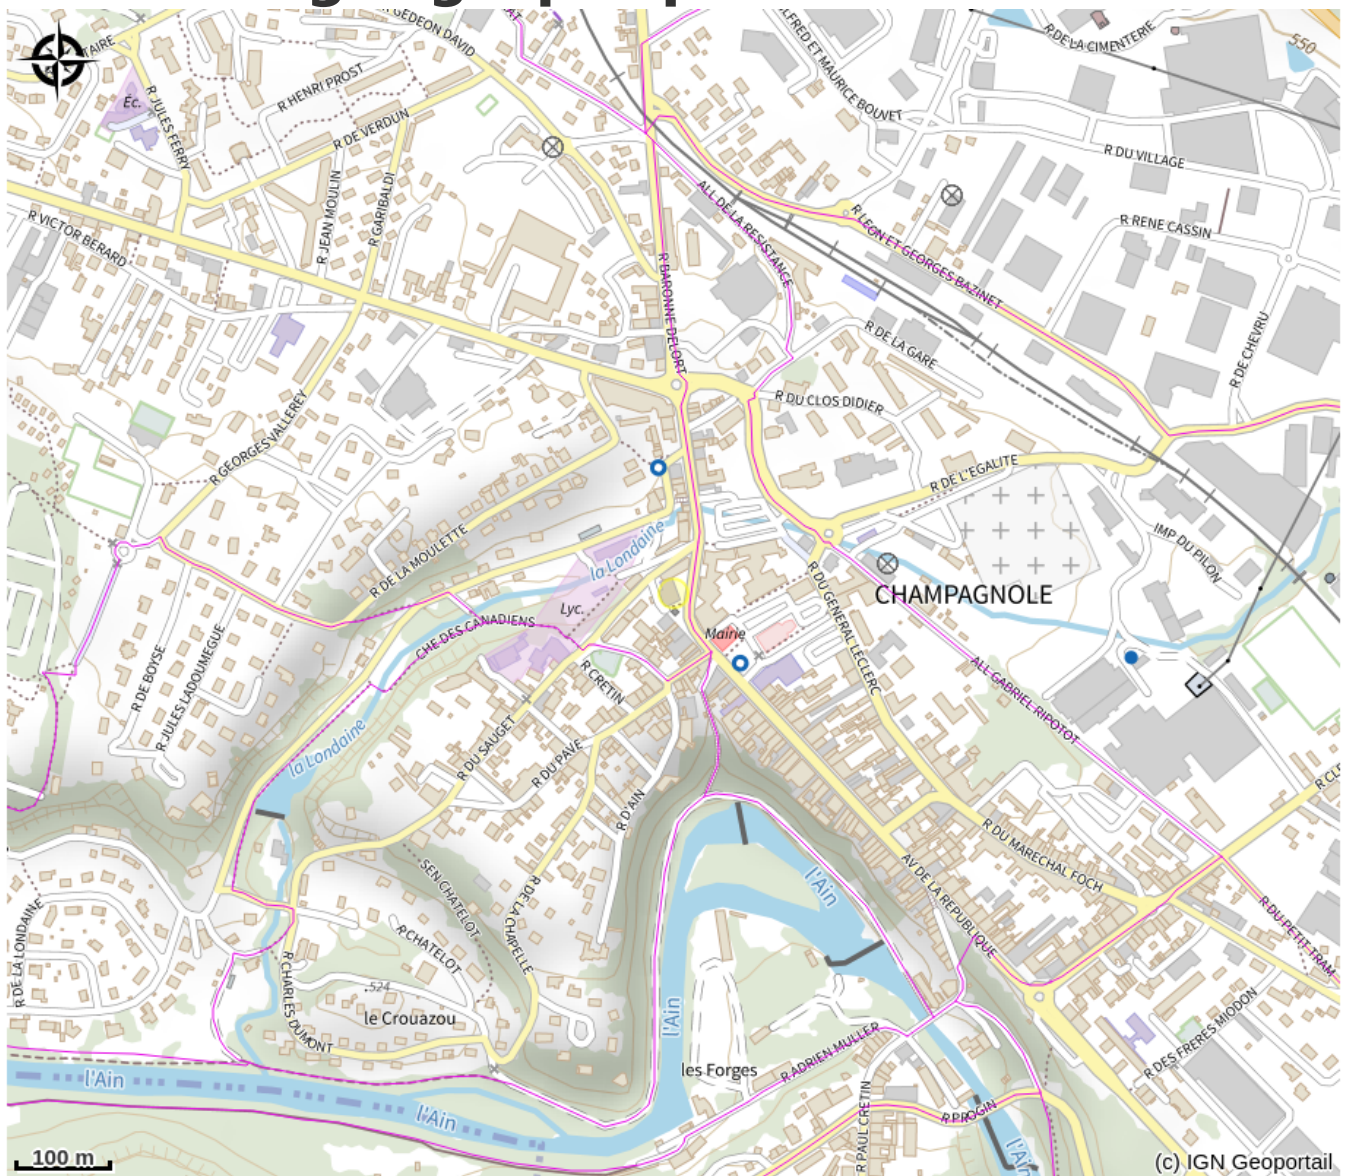 GEDEON DAVID
R ALFRED ET MAURICE BOUVET
R DE LA CIMENTERIE
550
TAIRE
R HENRI PROST
Éc.
R JULES FERRY
R DE VERDUN
R DU VILLAGE
R VICTOR BERARD
R JEAN MOULIN
R GARIBALDI
ALL DE LA RESISTANCE
R LEON ET GEORGES BAZINET
R RENE CASSIN
R BARONNE DELORT
R DE LA GARE
R DE CHEVRU
R DU CLOS DIDIER
R GEORGES VALLEREY
R DE L'EGALITE
la Londaine
R DE LA MOULETTE
IMP DU PILON
CHAMPAGNOLE
Lyc.
R DU GENERAL LECLERC
CHE DES CANADIENS
Mairie
R DE BOYSE
R JULES LADOUMEGUE
R CRETIN
ALL GABRIEL RIPOTOT
la Londaine
R DU SAUGET
R DU PAVE
R CLE
R D'AIN
R DU MARECHAL FOCH
SEN CHATELOT
l'Ain
AV DE LA REPUBLIQUE
R DE LA CHAPELLE
R DU PETIT TRAM
R DE LA LONDAINE
R CHATELOT
R CHARLES DUMONT
.524
le Crouazou
l'Ain
R DES FRERES MIODON
R ADRIEN MULLER
les Forges
l'Ain
l'Ain
R PROGIN
R PAUL CRETIN
l'Ain
100 m
(c) IGN Geoportail